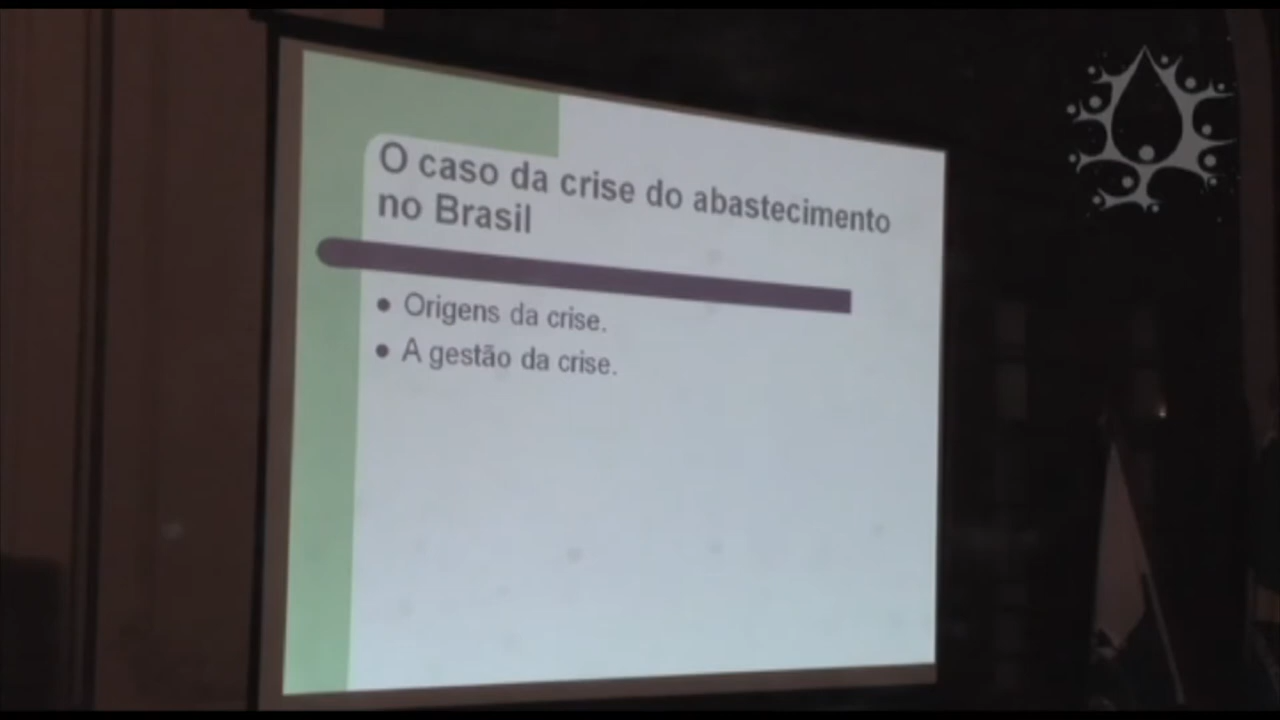 O caso da crise do abastecimento
no Brasil
• Origens da crise.
• A gestão da crise.